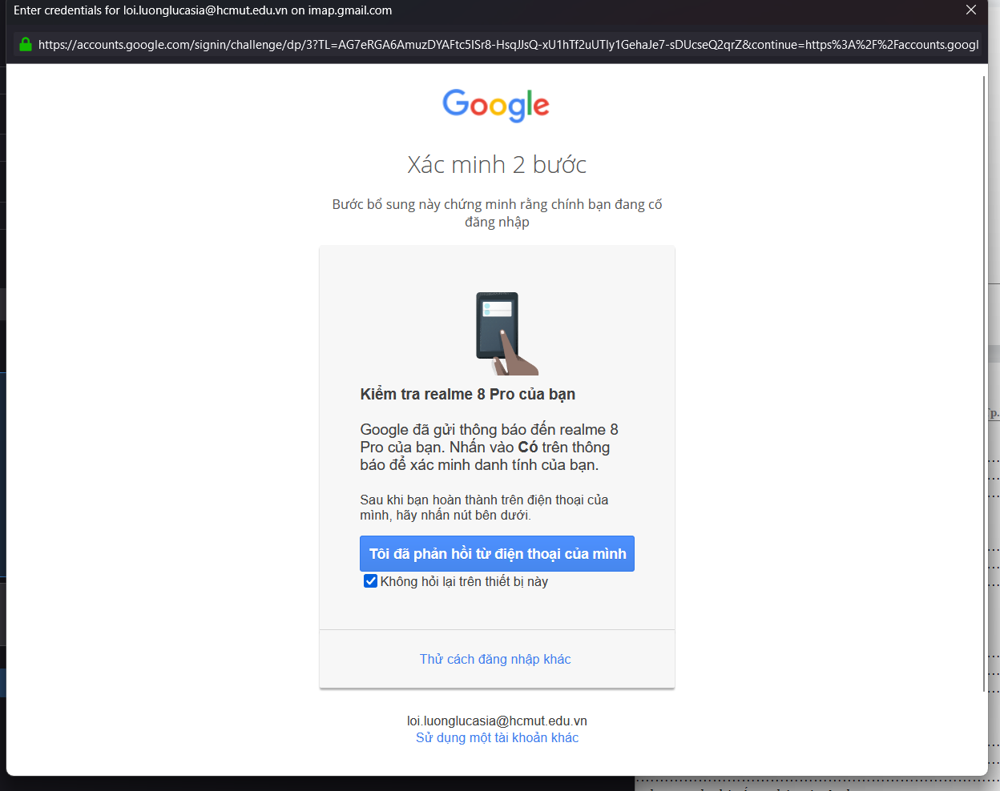 Enter credentials for loi.luonglucasia@hcmut.edu.vn on imap.gmail.com
https://accounts.google.com/signin/challenge/dp/3?TL=AG7eRGA6AmuzDYAFtc5ISr8-HsqJJsQ-xU1hTf2uUTly1GehaJe7-sDUcseQ2qrZ&continue=https%3A%2F%2Faccounts.googl
Google
Xác minh 2 bước
Bước bổ sung này chứng minh rằng chính bạn đang cố
đăng nhập
Kiểm tra realme 8 Pro của bạn
Google đã gửi thông báo đến realme 8
Pro của bạn. Nhấn vào Có trên thông
báo để xác minh danh tính của bạn.
Sau khi bạn hoàn thành trên điện thoại của
mình, hãy nhấn nút bên dưới.
Tôi đã phản hồi từ điện thoại của mình
Không hỏi lại trên thiết bị này
Thử cách đăng nhập khác
loi.luonglucasia@hcmut.edu.vn
Sử dụng một tài khoản khác